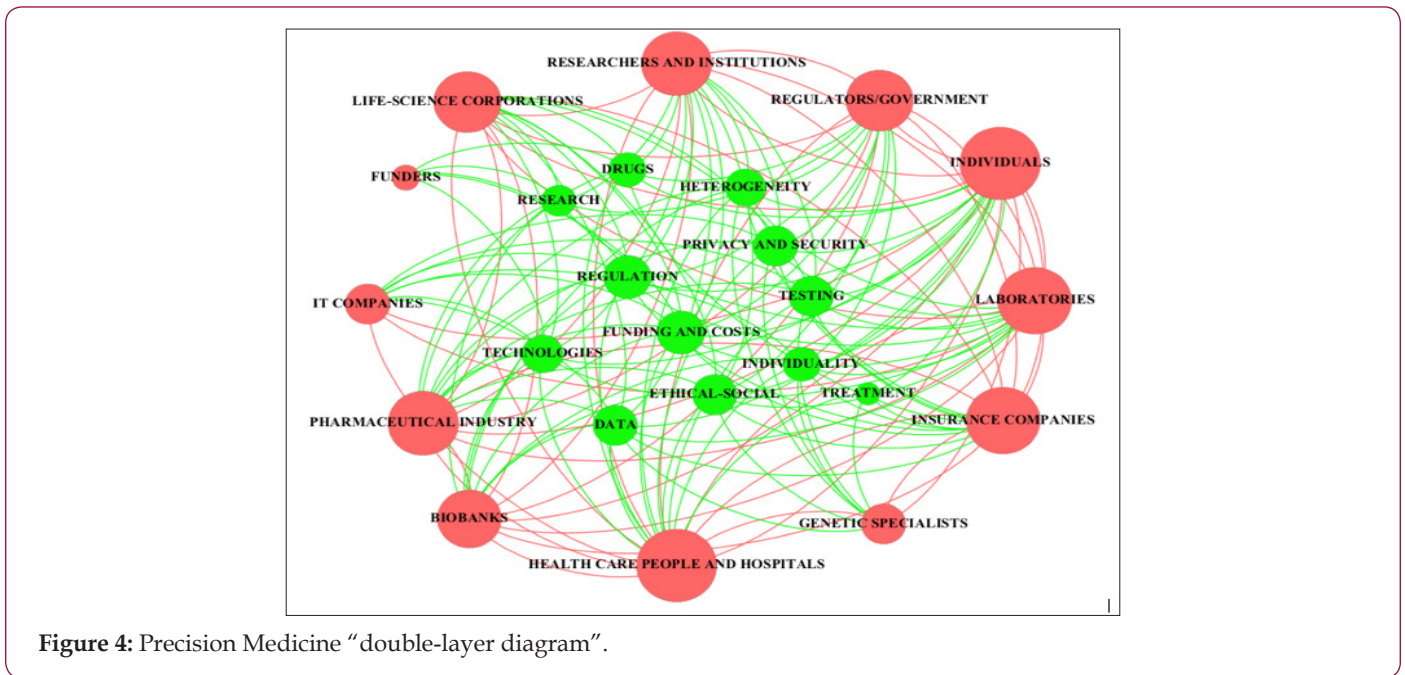 RESEARCHERS AND INSTITUTIONS
LIFE-SCIENCE CORPORATIONS
REGULATORS/GOVERNMENT
INDIVIDUALS
DRUGS
FUNDERS
HETEROGENEITY
RESEARCH
PRIVACY AND SECURITY
REGULATION
TESTING
LABORATORIES
IT COMPANIES
FUNDING AND COSTS
TECHNOLOGIES
INDIVIDUALITY
ETHICAL-SOCIAL
TREATMENT
PHARMACEUTICAL INDUSTRY
DATA
INSURANCE COMPANIES
BIOBANKS
GENETIC SPECIALISTS
HEALTH CARE PEOPLE AND HOSPITALS
Figure 4: Precision Medicine “double-layer diagram”.